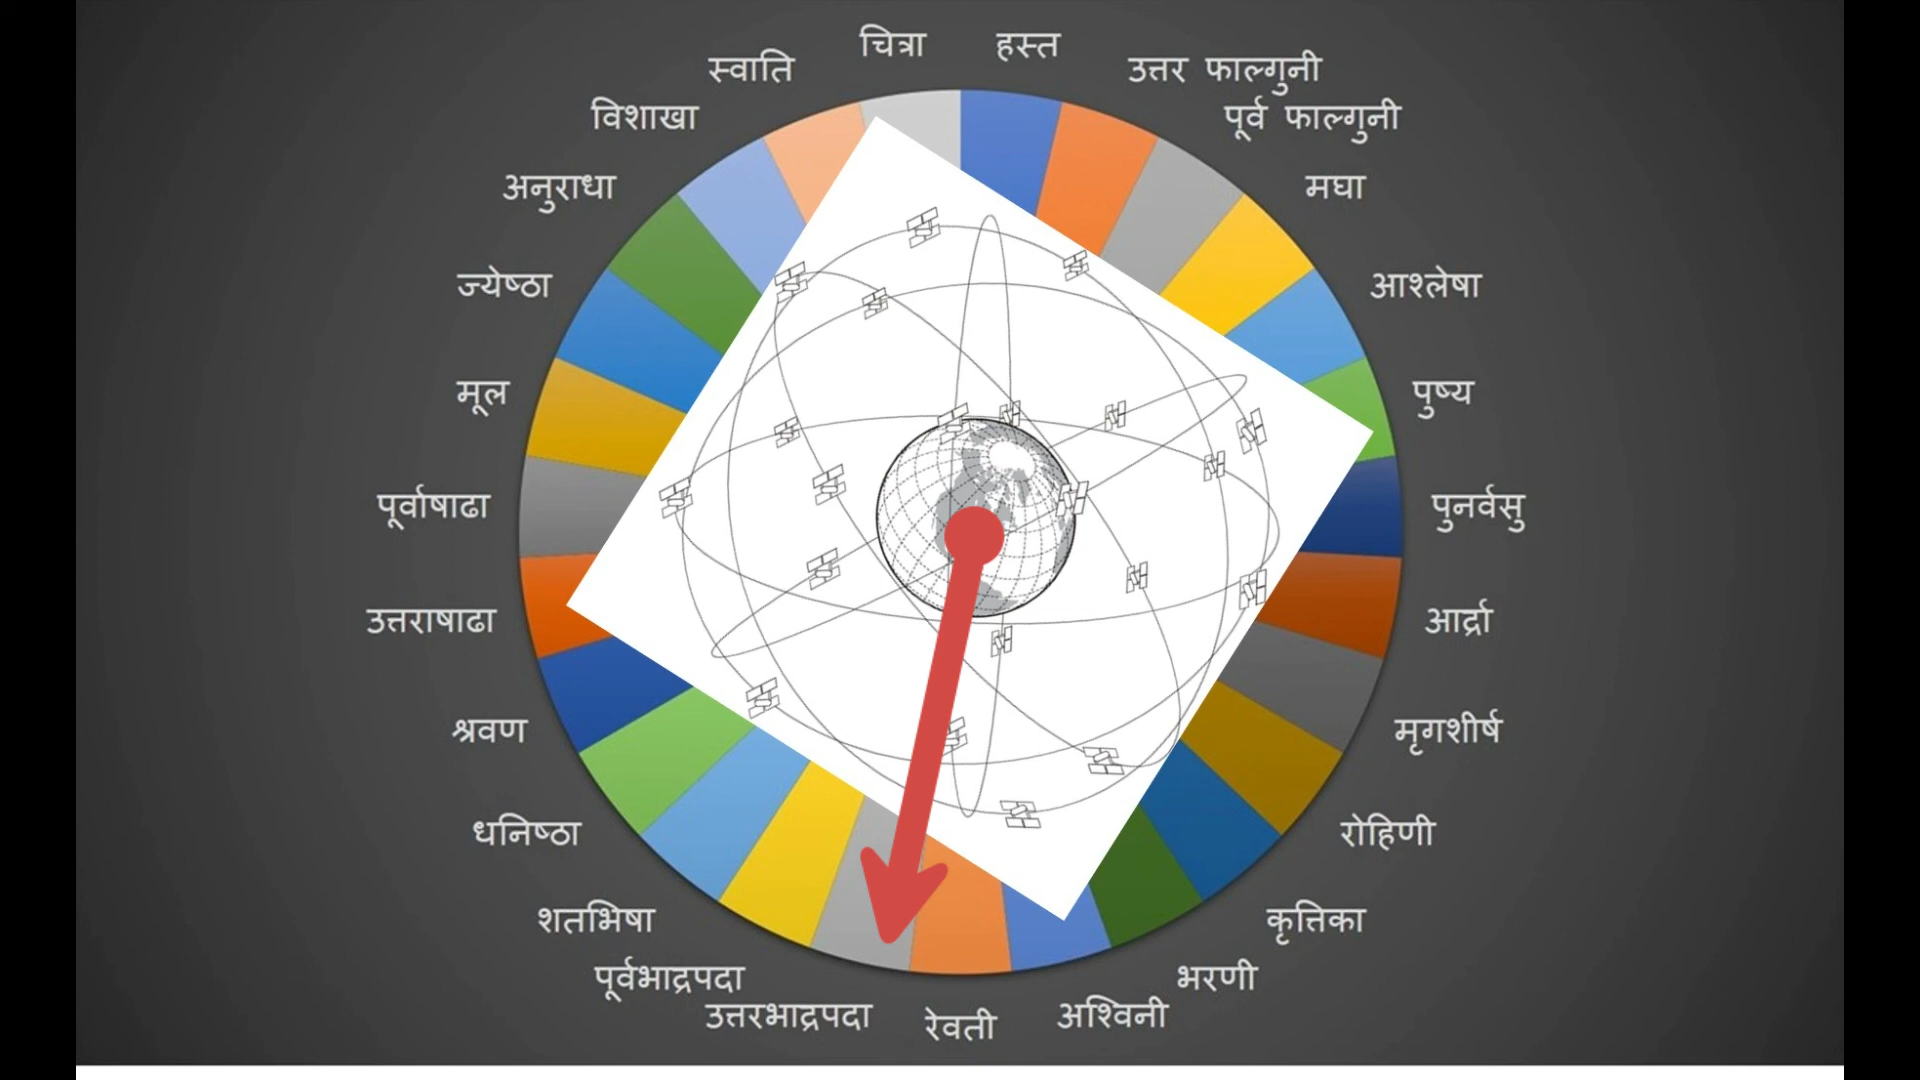 चित्रा
हस्त
उत्तर फाल्गुनी
पूर्व फाल्गुनी
मघा
आश्लेषा
पुष्य
पुनर्वसु
आर्द्रा
मृगशीर्ष
रोहिणी
कृत्तिका
भरणी
अश्विनी
रेवती
उत्तरभाद्रपदा
पूर्वभाद्रपदा
शतभिषा
धनिष्ठा
श्रवण
उत्तराषाढा
पूर्वाषाढा
मूल
ज्येष्ठा
अनुराधा
विशाखा
स्वाति